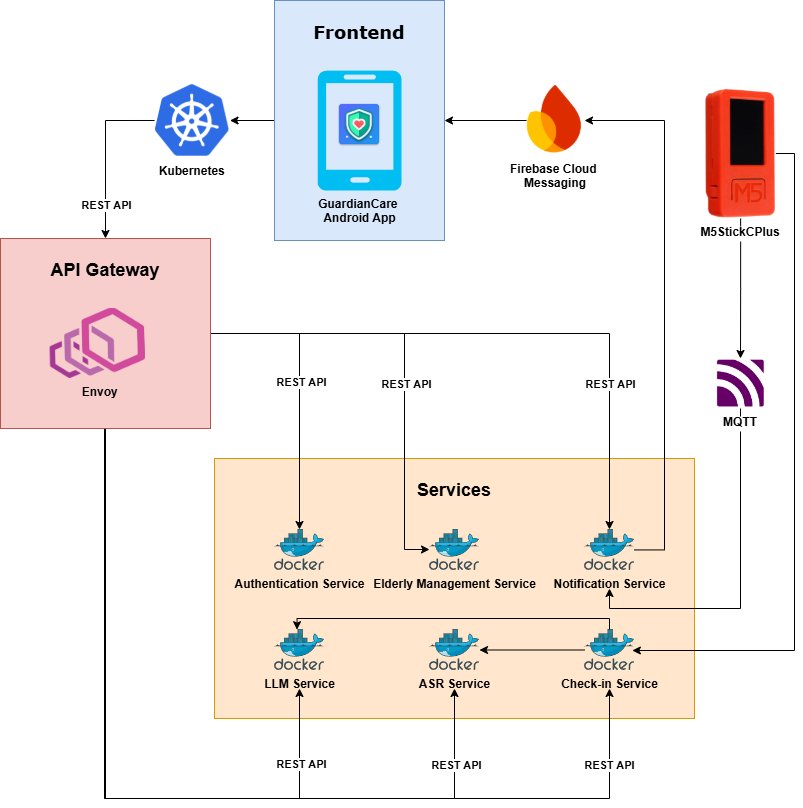 Frontend
GuardianCare
Android App
Kubernetes
Firebase Cloud
Messaging
M5
M5StickCPlus
REST API
API Gateway
Envoy
REST API
REST API
REST API
MQTT
Services
docker
docker
docker
Authentication Service
Elderly Management Service
Notification Service
docker
docker
docker
LLM Service
ASR Service
Check-in Service
REST API
REST API
REST API